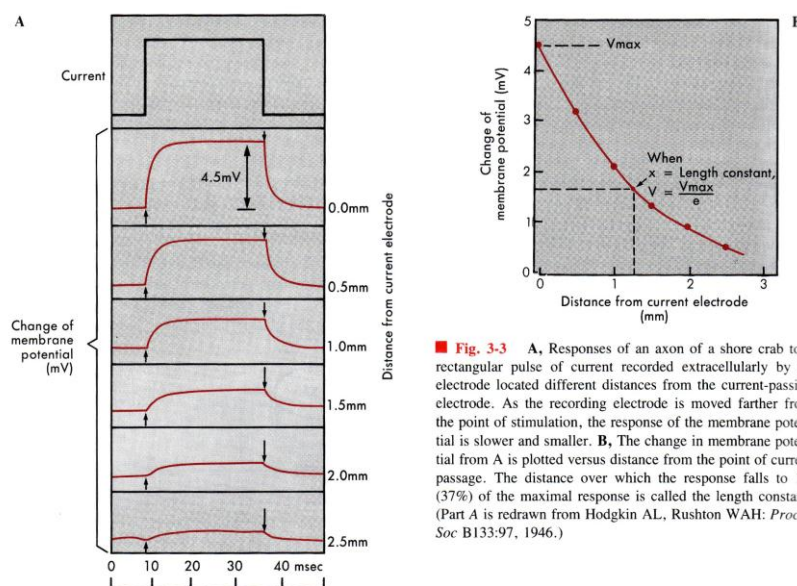 A
Current
Change of
membrane
potential
(mV)
4.5mV
0.0mm
0.5mm
1.0mm
1.5mm
2.0mm
2.5mm
0 10 20 30 40 msec
Distance from current electrode
B
Change of
membrane potential (mV)
5
4
3
2
1
0
Vmax
When
x = Length constant,
V = Vmax
e
0 1 2 3
Distance from current electrode
(mm)
Fig. 3-3 A, Responses of an axon of a shore crab to
rectangular pulse of current recorded extracellularly by
electrode located different distances from the current-passi
electrode. As the recording electrode is moved farther fro
the point of stimulation, the response of the membrane pote
tial is slower and smaller. B, The change in membrane poten
tial from A is plotted versus distance from the point of curre
passage. The distance over which the response falls to
(37%) of the maximal response is called the length consta
(Part A is redrawn from Hodgkin AL, Rushton WAH: Proc
Soc B133:97, 1946.)